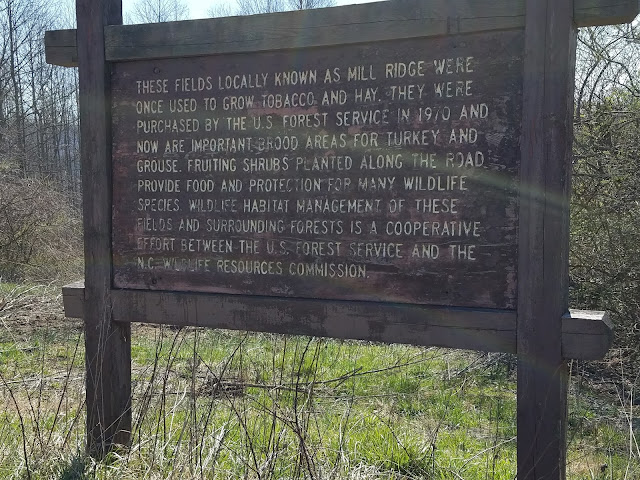 THESE FIELDS LOCALLY KNOWN AS MILL RIDGE WERE
ONCE USED TO GROW TOBACCO AND HAY. THEY WERE
PURCHASED BY THE U.S. FOREST SERVICE IN 1970 AND
NOW ARE IMPORTANT BROOD AREAS FOR TURKEY AND
GROUSE. FRUITING SHRUBS PLANTED ALONG THE ROAD
PROVIDE FOOD AND PROTECTION FOR MANY WILDLIFE
SPECIES. WILDLIFE HABITAT MANAGEMENT OF THESE
FIELDS AND SURROUNDING FORESTS IS A COOPERATIVE
EFFORT BETWEEN THE U.S. FOREST SERVICE AND THE
N.C. WILDLIFE RESOURCES COMMISSION.